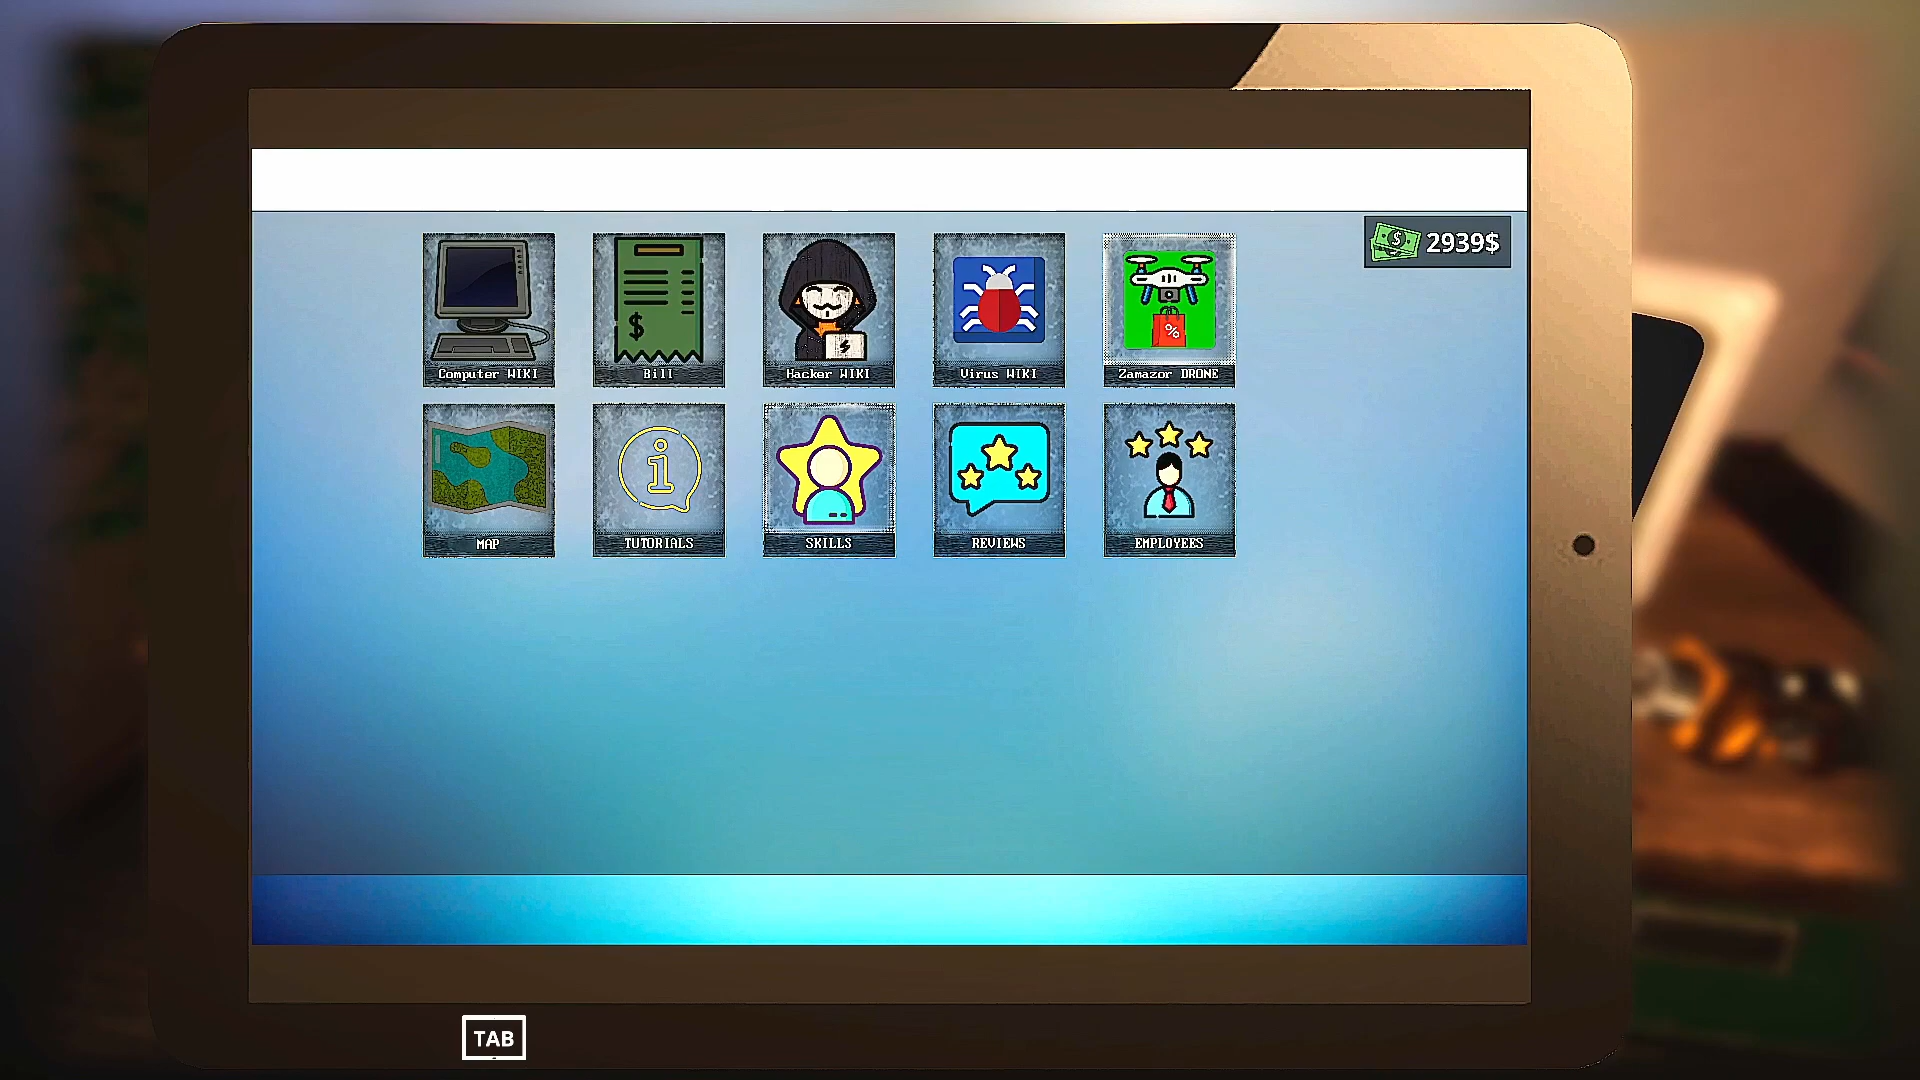 2939$
Computer WIKI
Bill
Hacker WIKI
Virus WIKI
Zamazor DRONE
MAP
TUTORIALS
SKILLS
REVIEWS
EMPLOYEES
TAB